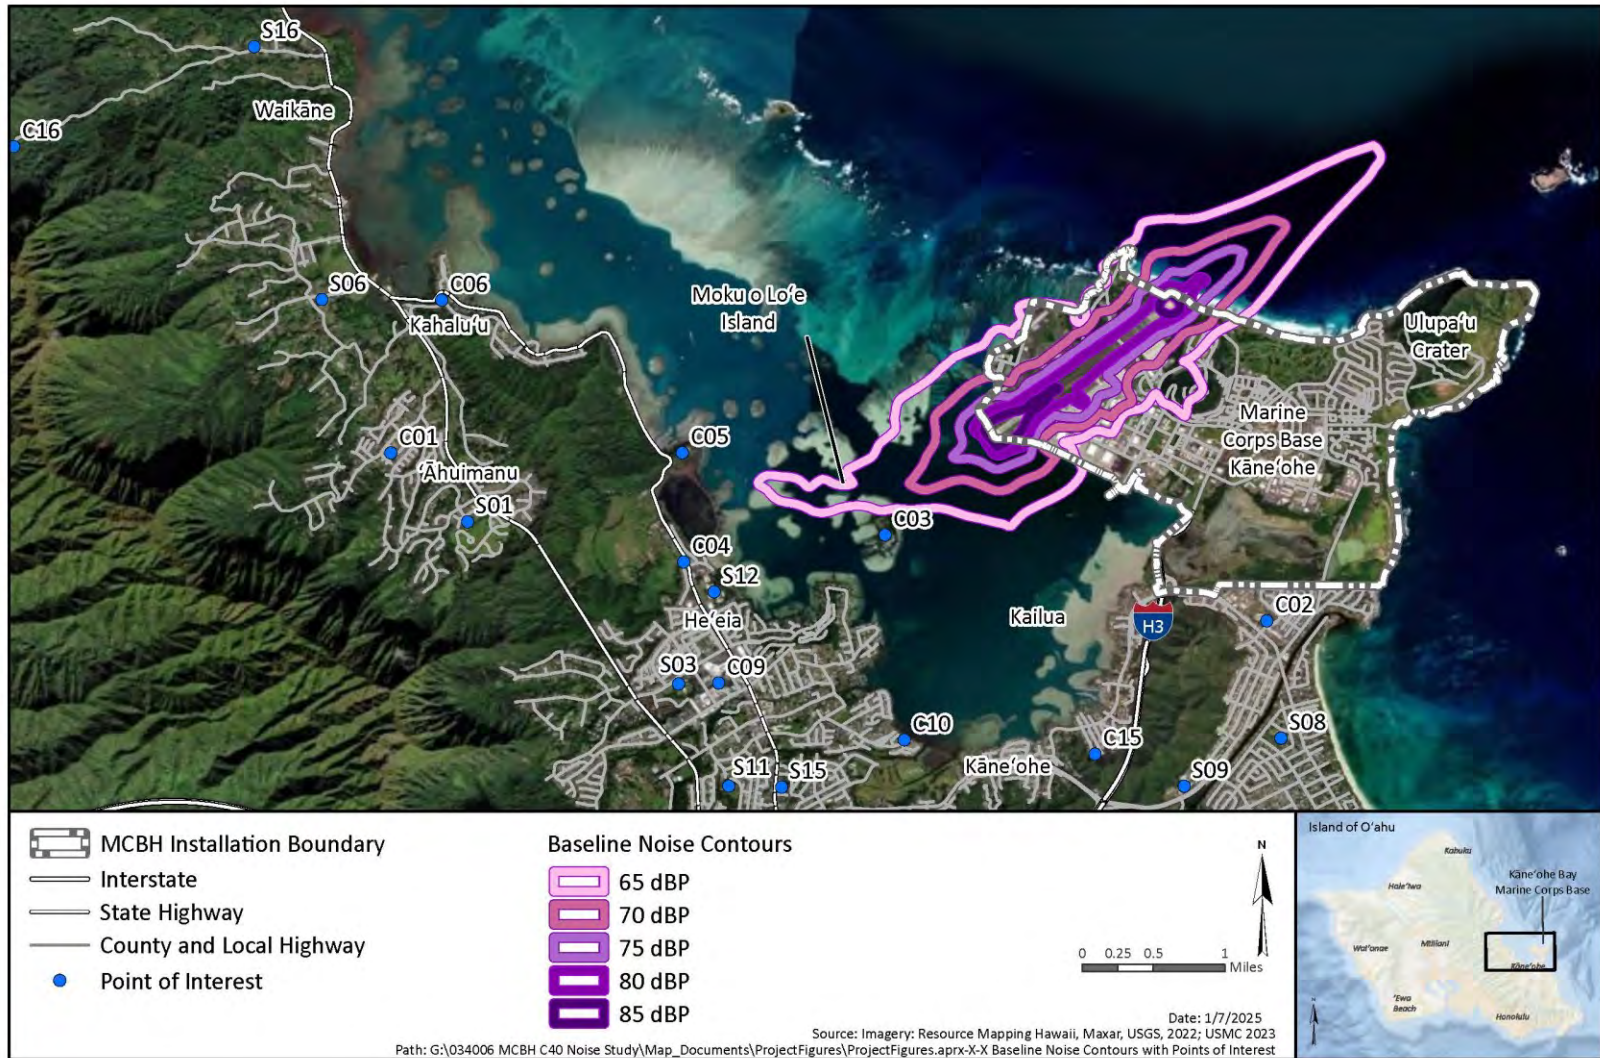 S16
Waikāne
C16
S06
C06
Kahaluʻu
Moku o Loʻe
Island
Ulupaʻu
Crater
C01
ʻĀhuimanu
S01
C05
Marine
Corps Base
Kāneʻohe
C03
C04
S12
Heʻeia
Kailua
H3
C02
S03
C09
C10
C15
S08
Kāneʻohe
S11
S15
S09
MCBH Installation Boundary
Interstate
State Highway
County and Local Highway
Point of Interest
Baseline Noise Contours
65 dBP
70 dBP
75 dBP
80 dBP
85 dBP
N
0 0.25 0.5 1
Miles
Date: 1/7/2025
Source: Imagery: Resource Mapping Hawaii, Maxar, USGS, 2022; USMC 2023
Path: G:\034006 MCBH C40 Noise Study\Map_Documents\ProjectFigures\ProjectFigures.aprx-X-X Baseline Noise Contours with Points of Interest
Island of Oʻahu
Kahuku
Haleʻiwa
Kāneʻohe Bay
Marine Corps Base
Waiʻanae
Mililani
Kāneʻohe
ʻEwa
Beach
Honolulu